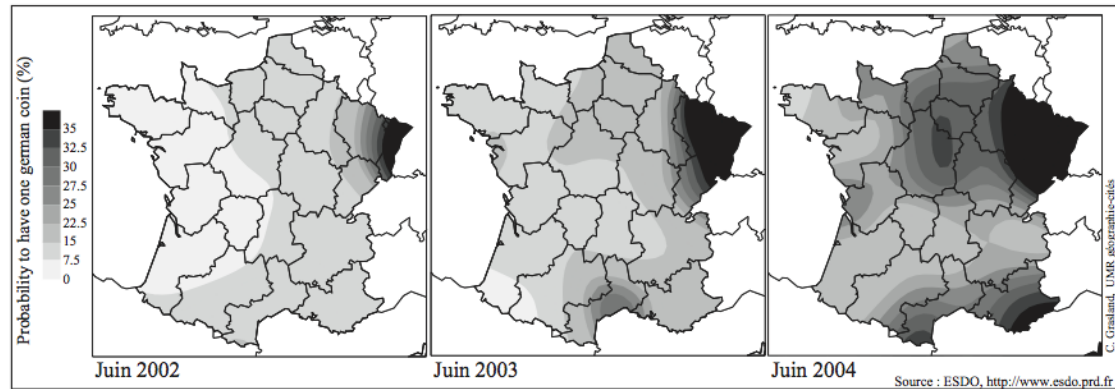 Probability to have one german coin (%)
35
32.5
30
27.5
25
22.5
15
7.5
0
Juin 2002
Juin 2003
Juin 2004
C. Grasland, UMR géographie-cités
Source : ESDO, http://www.esdo.prd.fr